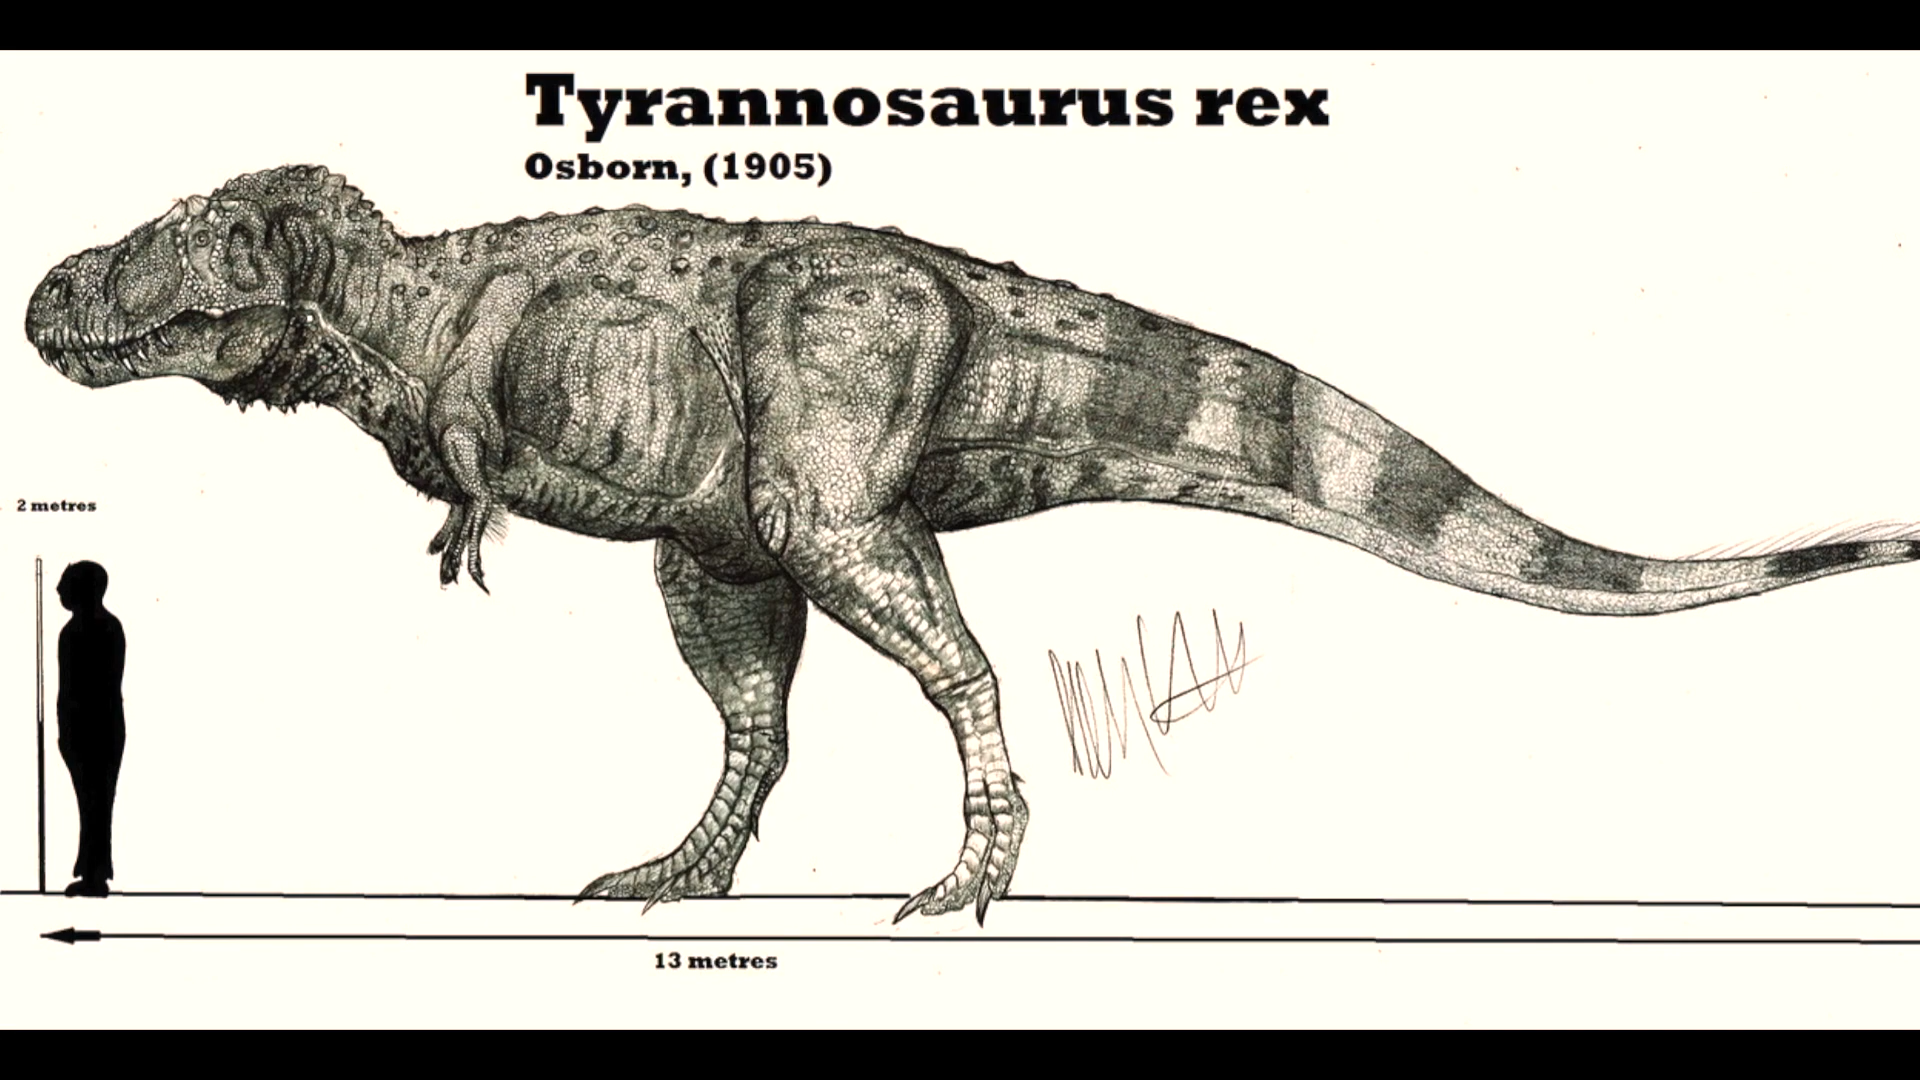 Tyrannosaurus rex
Osborn, (1905)
2 metres
13 metres